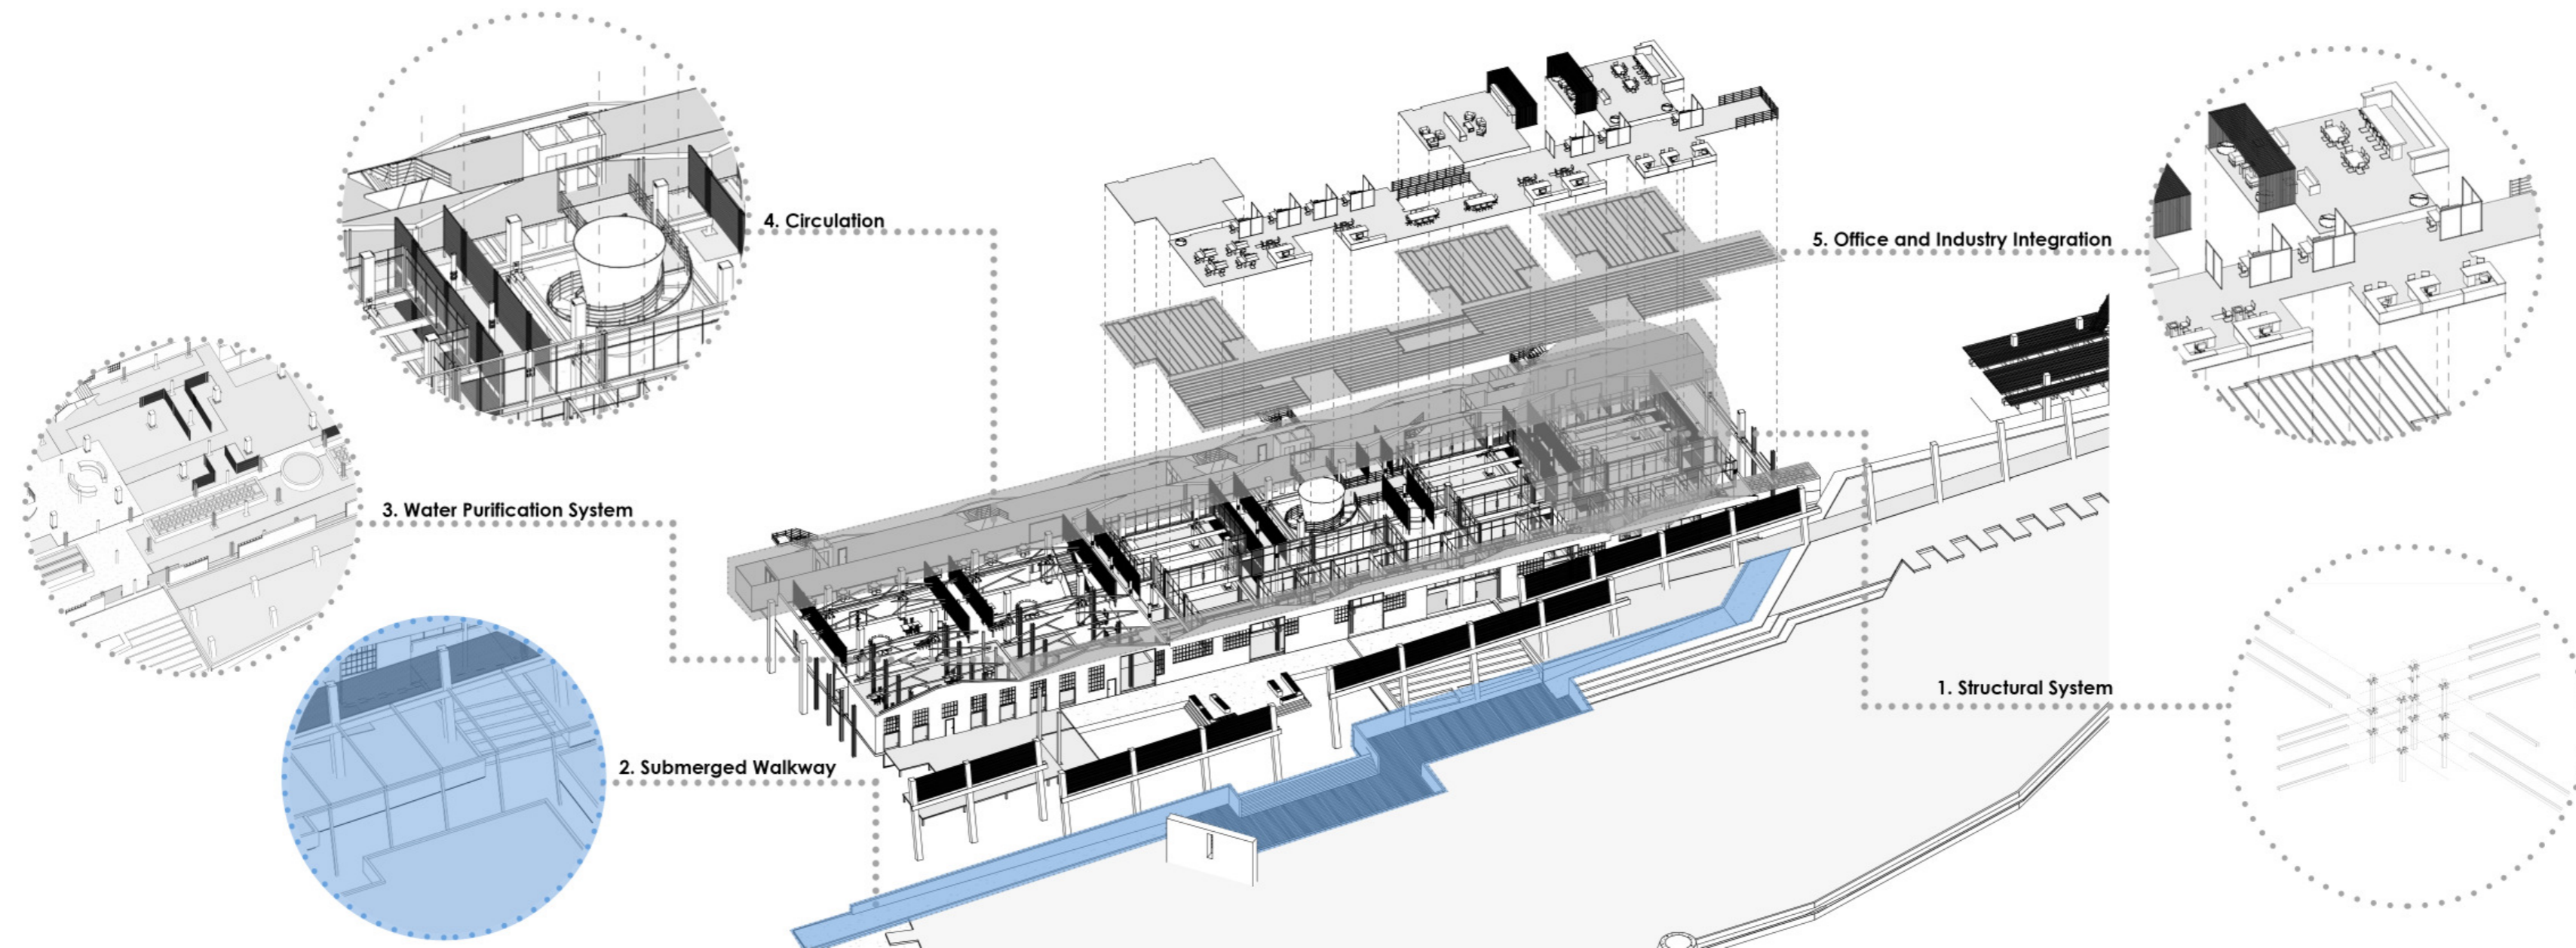 4. Circulation
5. Office and Industry Integration
3. Water Purification System
1. Structural System
2. Submerged Walkway